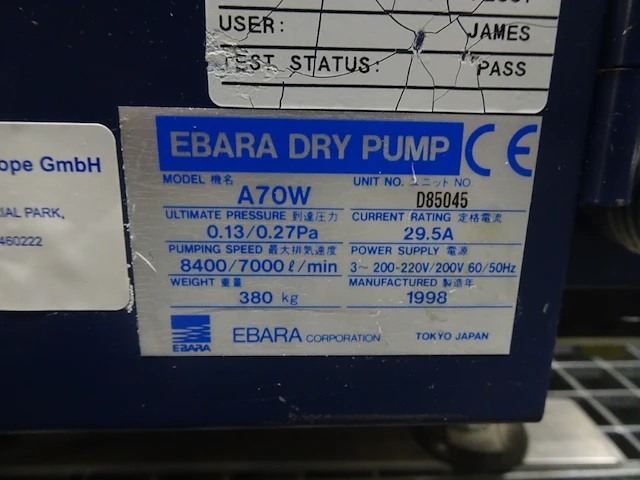 USER: JAMES
TEST STATUS: PASS
ope GmbH
IAL PARK,
460222
EBARA DRY PUMP CE
MODEL 機名 UNIT NO. ユニット NO.
A70W D85045
ULTIMATE PRESSURE 到達圧力 CURRENT RATING 定格電流
0.13/0.27Pa 29.5A
PUMPING SPEED 最大排気速度 POWER SUPPLY 電源
8400/7000ℓ/min 3~ 200-220V/200V 60/50Hz
WEIGHT 重量 MANUFACTURED 製造年
380 kg 1998
EBARA EBARA CORPORATION TOKYO JAPAN